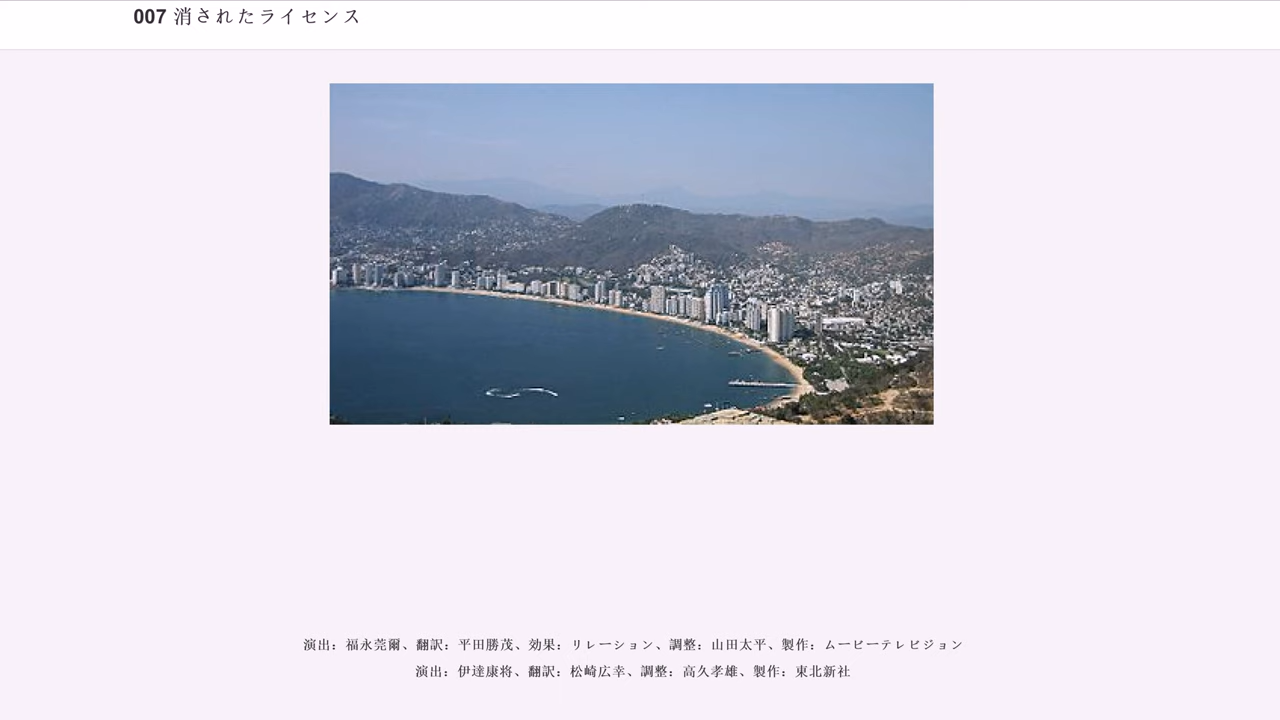 007 消されたライセンス
演出：福永莞爾、翻訳：平田勝茂、効果：リレーション、調整：山田太平、製作：ムービーテレビジョン
演出：伊達康将、翻訳：松崎広幸、調整：高久孝雄、製作：東北新社